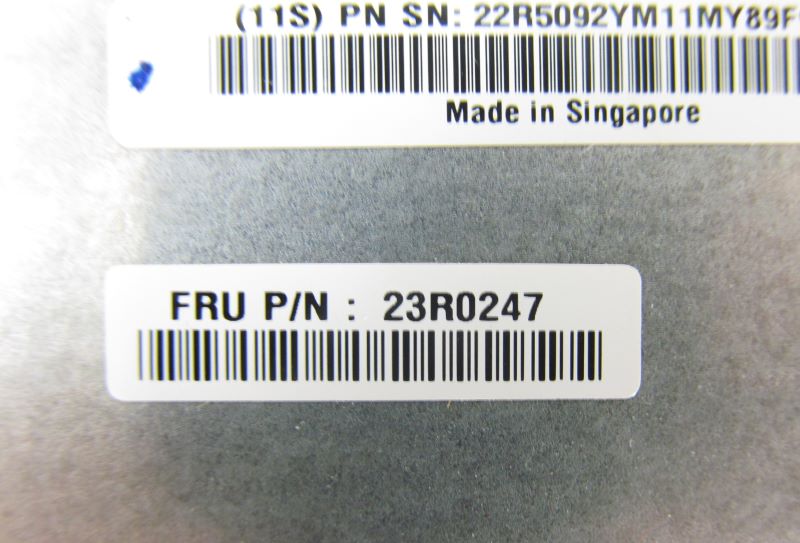 (11S) PN SN: 22R5092YM11MY89F
Made in Singapore
FRU P/N : 23R0247